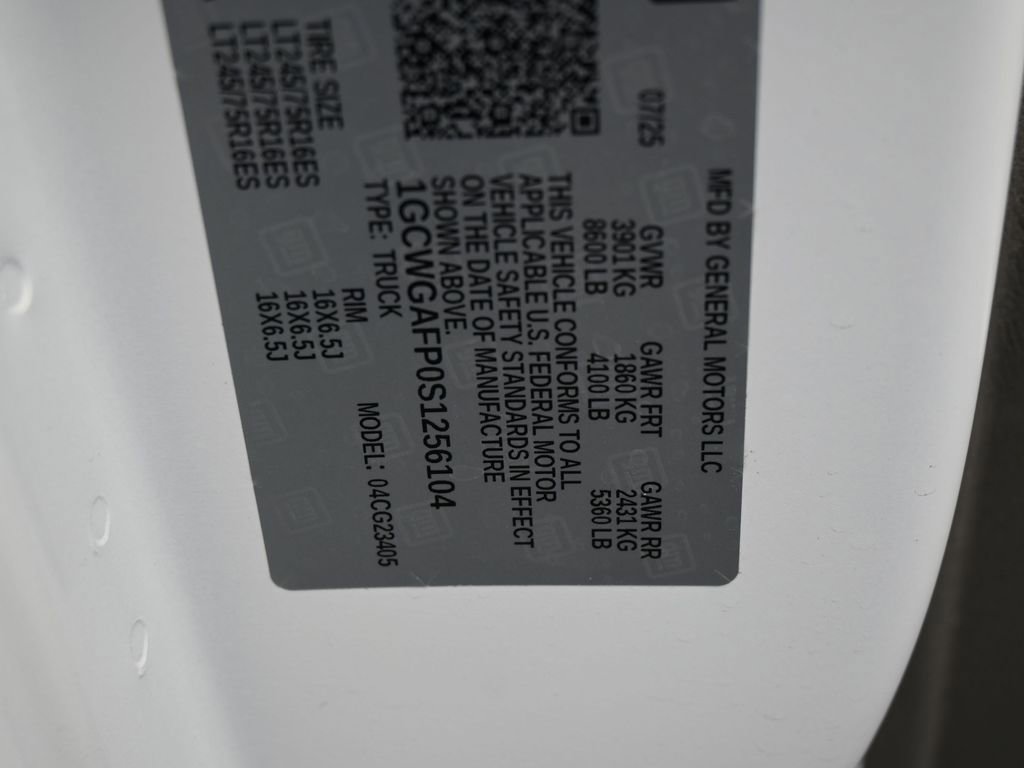 MFD BY GENERAL MOTORS LLC
07/25
GVWR GAWR FRT GAWR RR
3901 KG 1860 KG 2431 KG
8600 LB 4100 LB 5360 LB
THIS VEHICLE CONFORMS TO ALL
APPLICABLE U.S. FEDERAL MOTOR
VEHICLE SAFETY STANDARDS IN EFFECT
ON THE DATE OF MANUFACTURE
SHOWN ABOVE.
1GCWGAFP0S1256104
TYPE: TRUCK MODEL: 04CG23405
TIRE SIZE RIM
LT245/75R16ES 16X6.5J
LT245/75R16ES 16X6.5J
LT245/75R16ES 16X6.5J